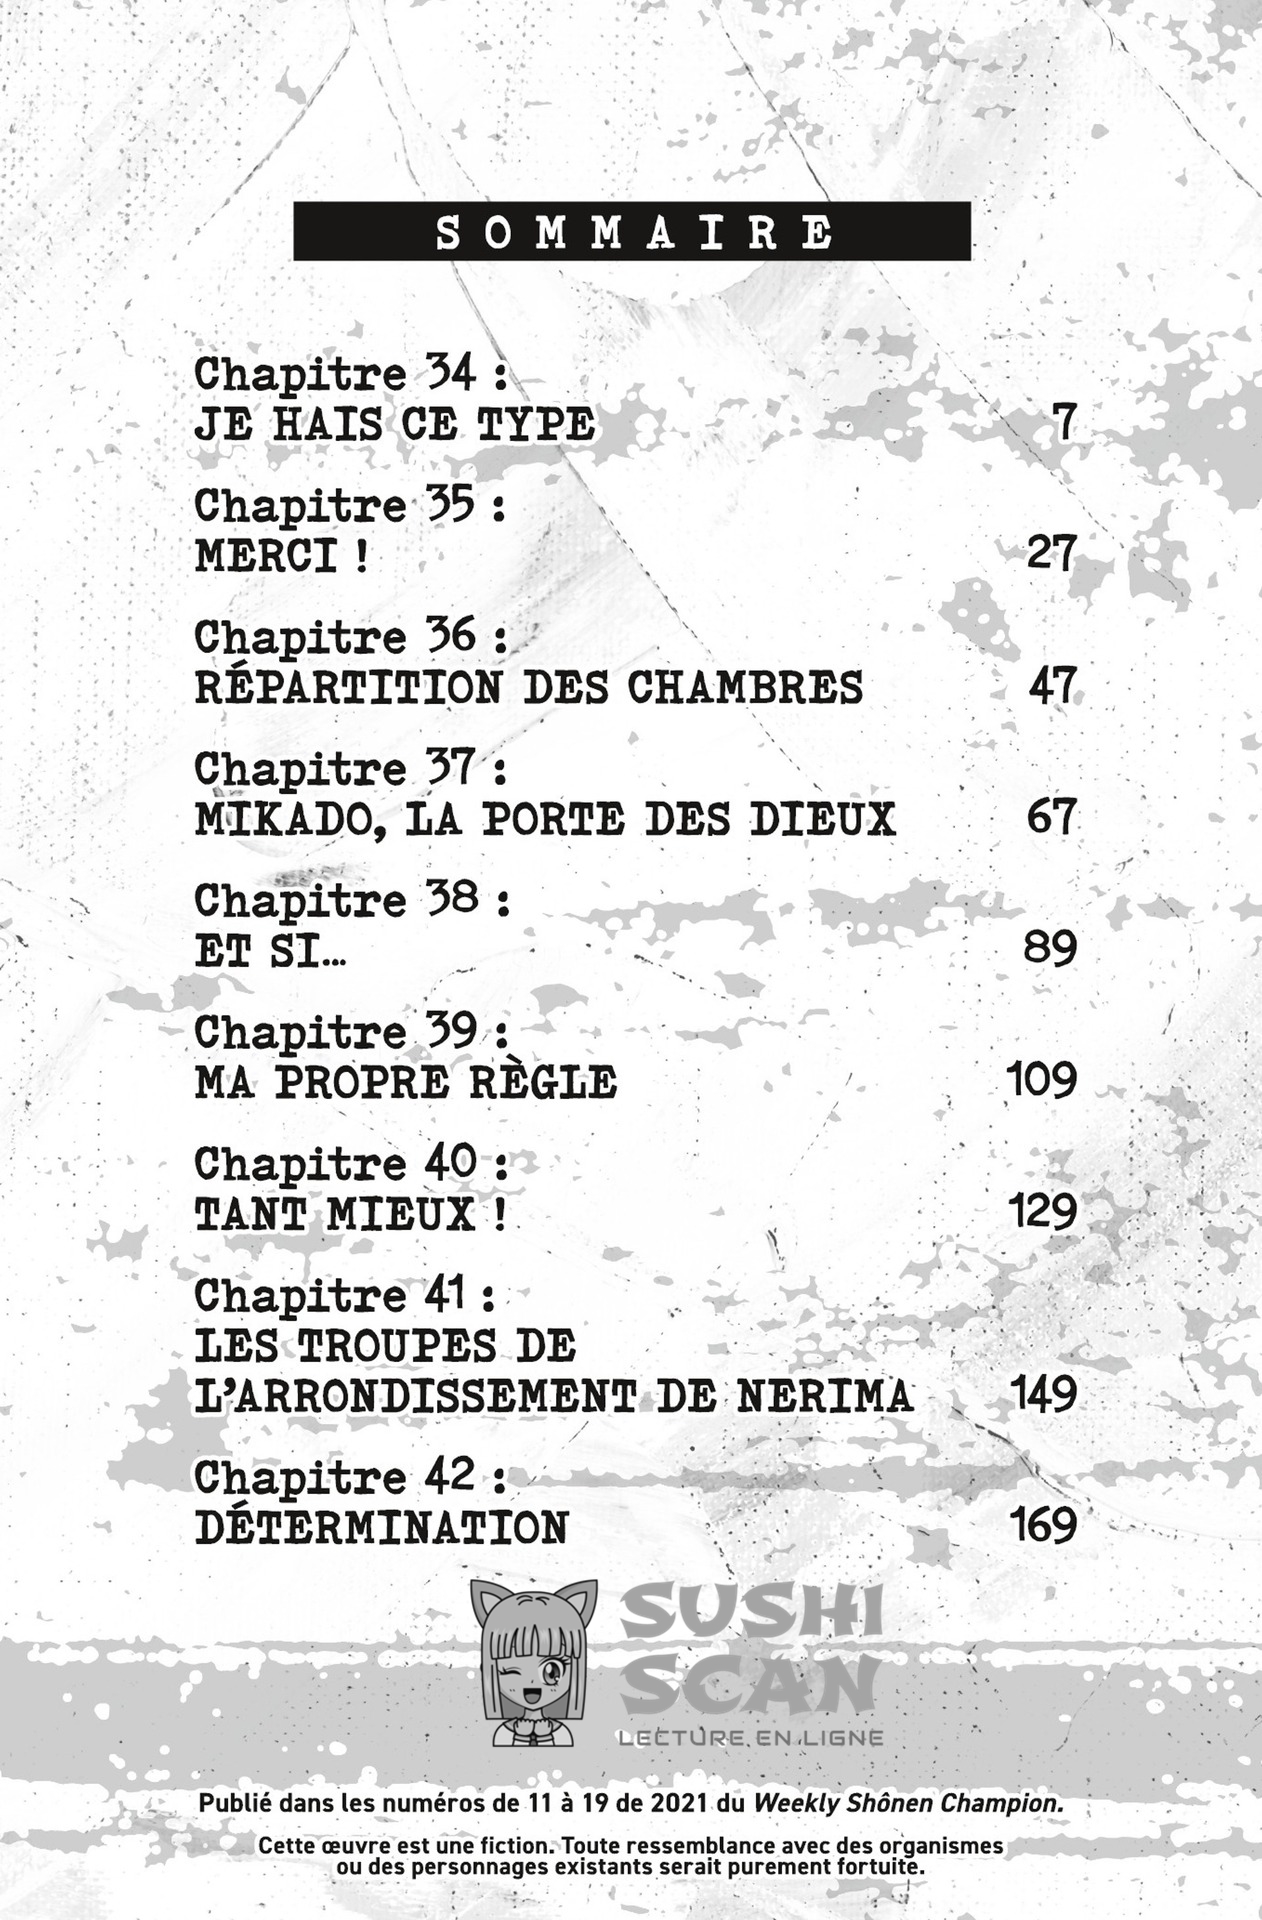 SOMMAIRE
Chapitre 34 :
JE HAIS CE TYPE 7
Chapitre 35 :
MERCI ! 27
Chapitre 36 :
RÉPARTITION DES CHAMBRES 47
Chapitre 37 :
MIKADO, LA PORTE DES DIEUX 67
Chapitre 38 :
ET SI... 89
Chapitre 39 :
MA PROPRE RÈGLE 109
Chapitre 40 :
TANT MIEUX ! 129
Chapitre 41 :
LES TROUPES DE
L'ARRONDISSEMENT DE NERIMA 149
Chapitre 42 :
DÉTERMINATION 169
SUSHI
SCAN
LECTURE EN LIGNE
Publié dans les numéros de 11 à 19 de 2021 du Weekly Shônen Champion.
Cette œuvre est une fiction. Toute ressemblance avec des organismes
ou des personnages existants serait purement fortuite.